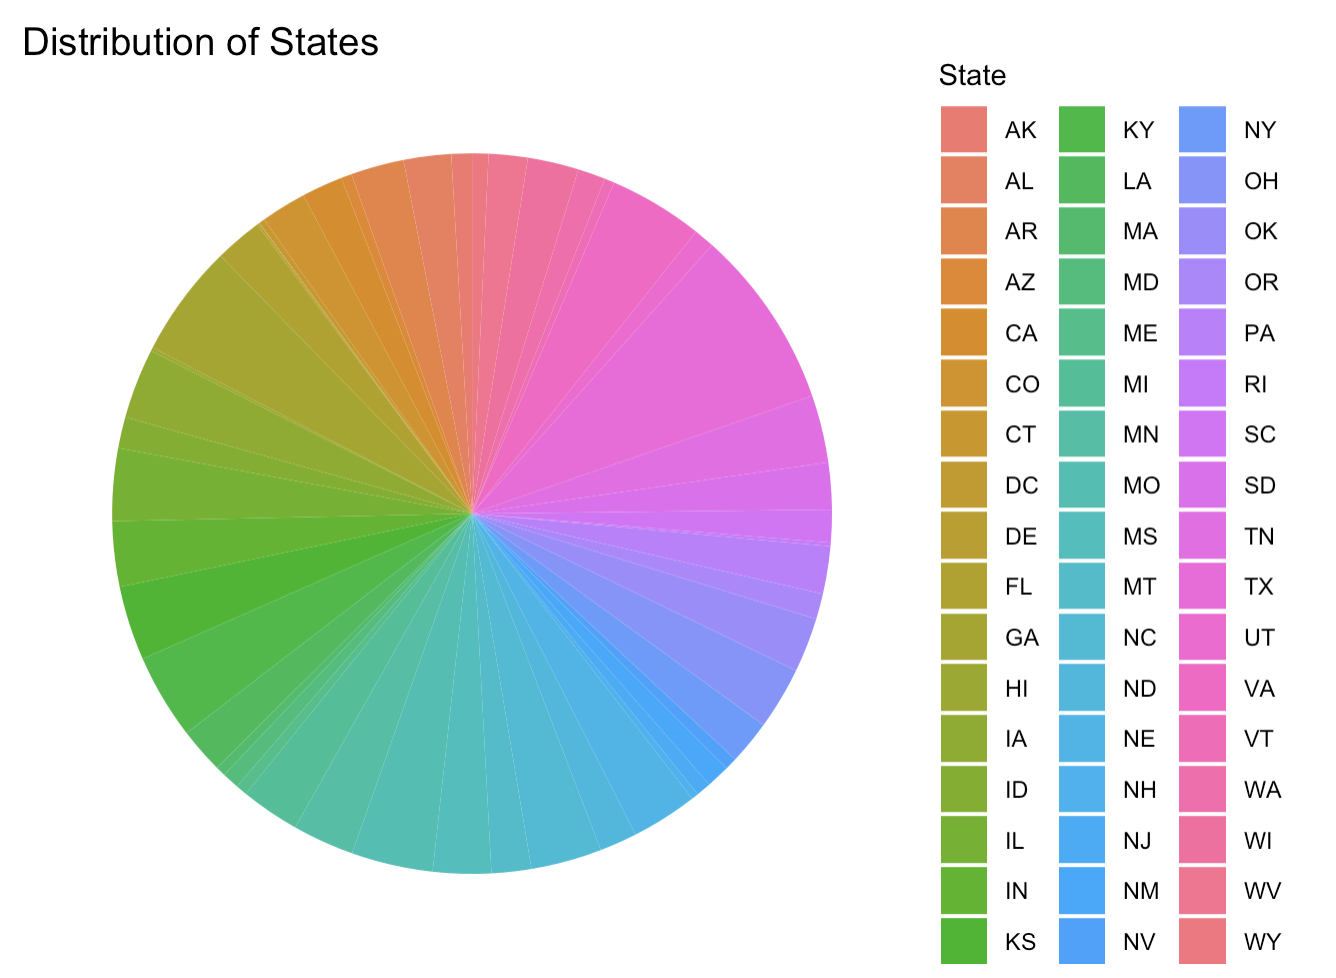 Distribution of States
State
AK
AL
AR
AZ
CA
CO
CT
DC
DE
FL
GA
HI
IA
ID
IL
IN
KS
KY
LA
MA
MD
ME
MI
MN
MO
MS
MT
NC
ND
NE
NH
NJ
NM
NV
NY
OH
OK
OR
PA
RI
SC
SD
TN
TX
UT
VA
VT
WA
WI
WV
WY